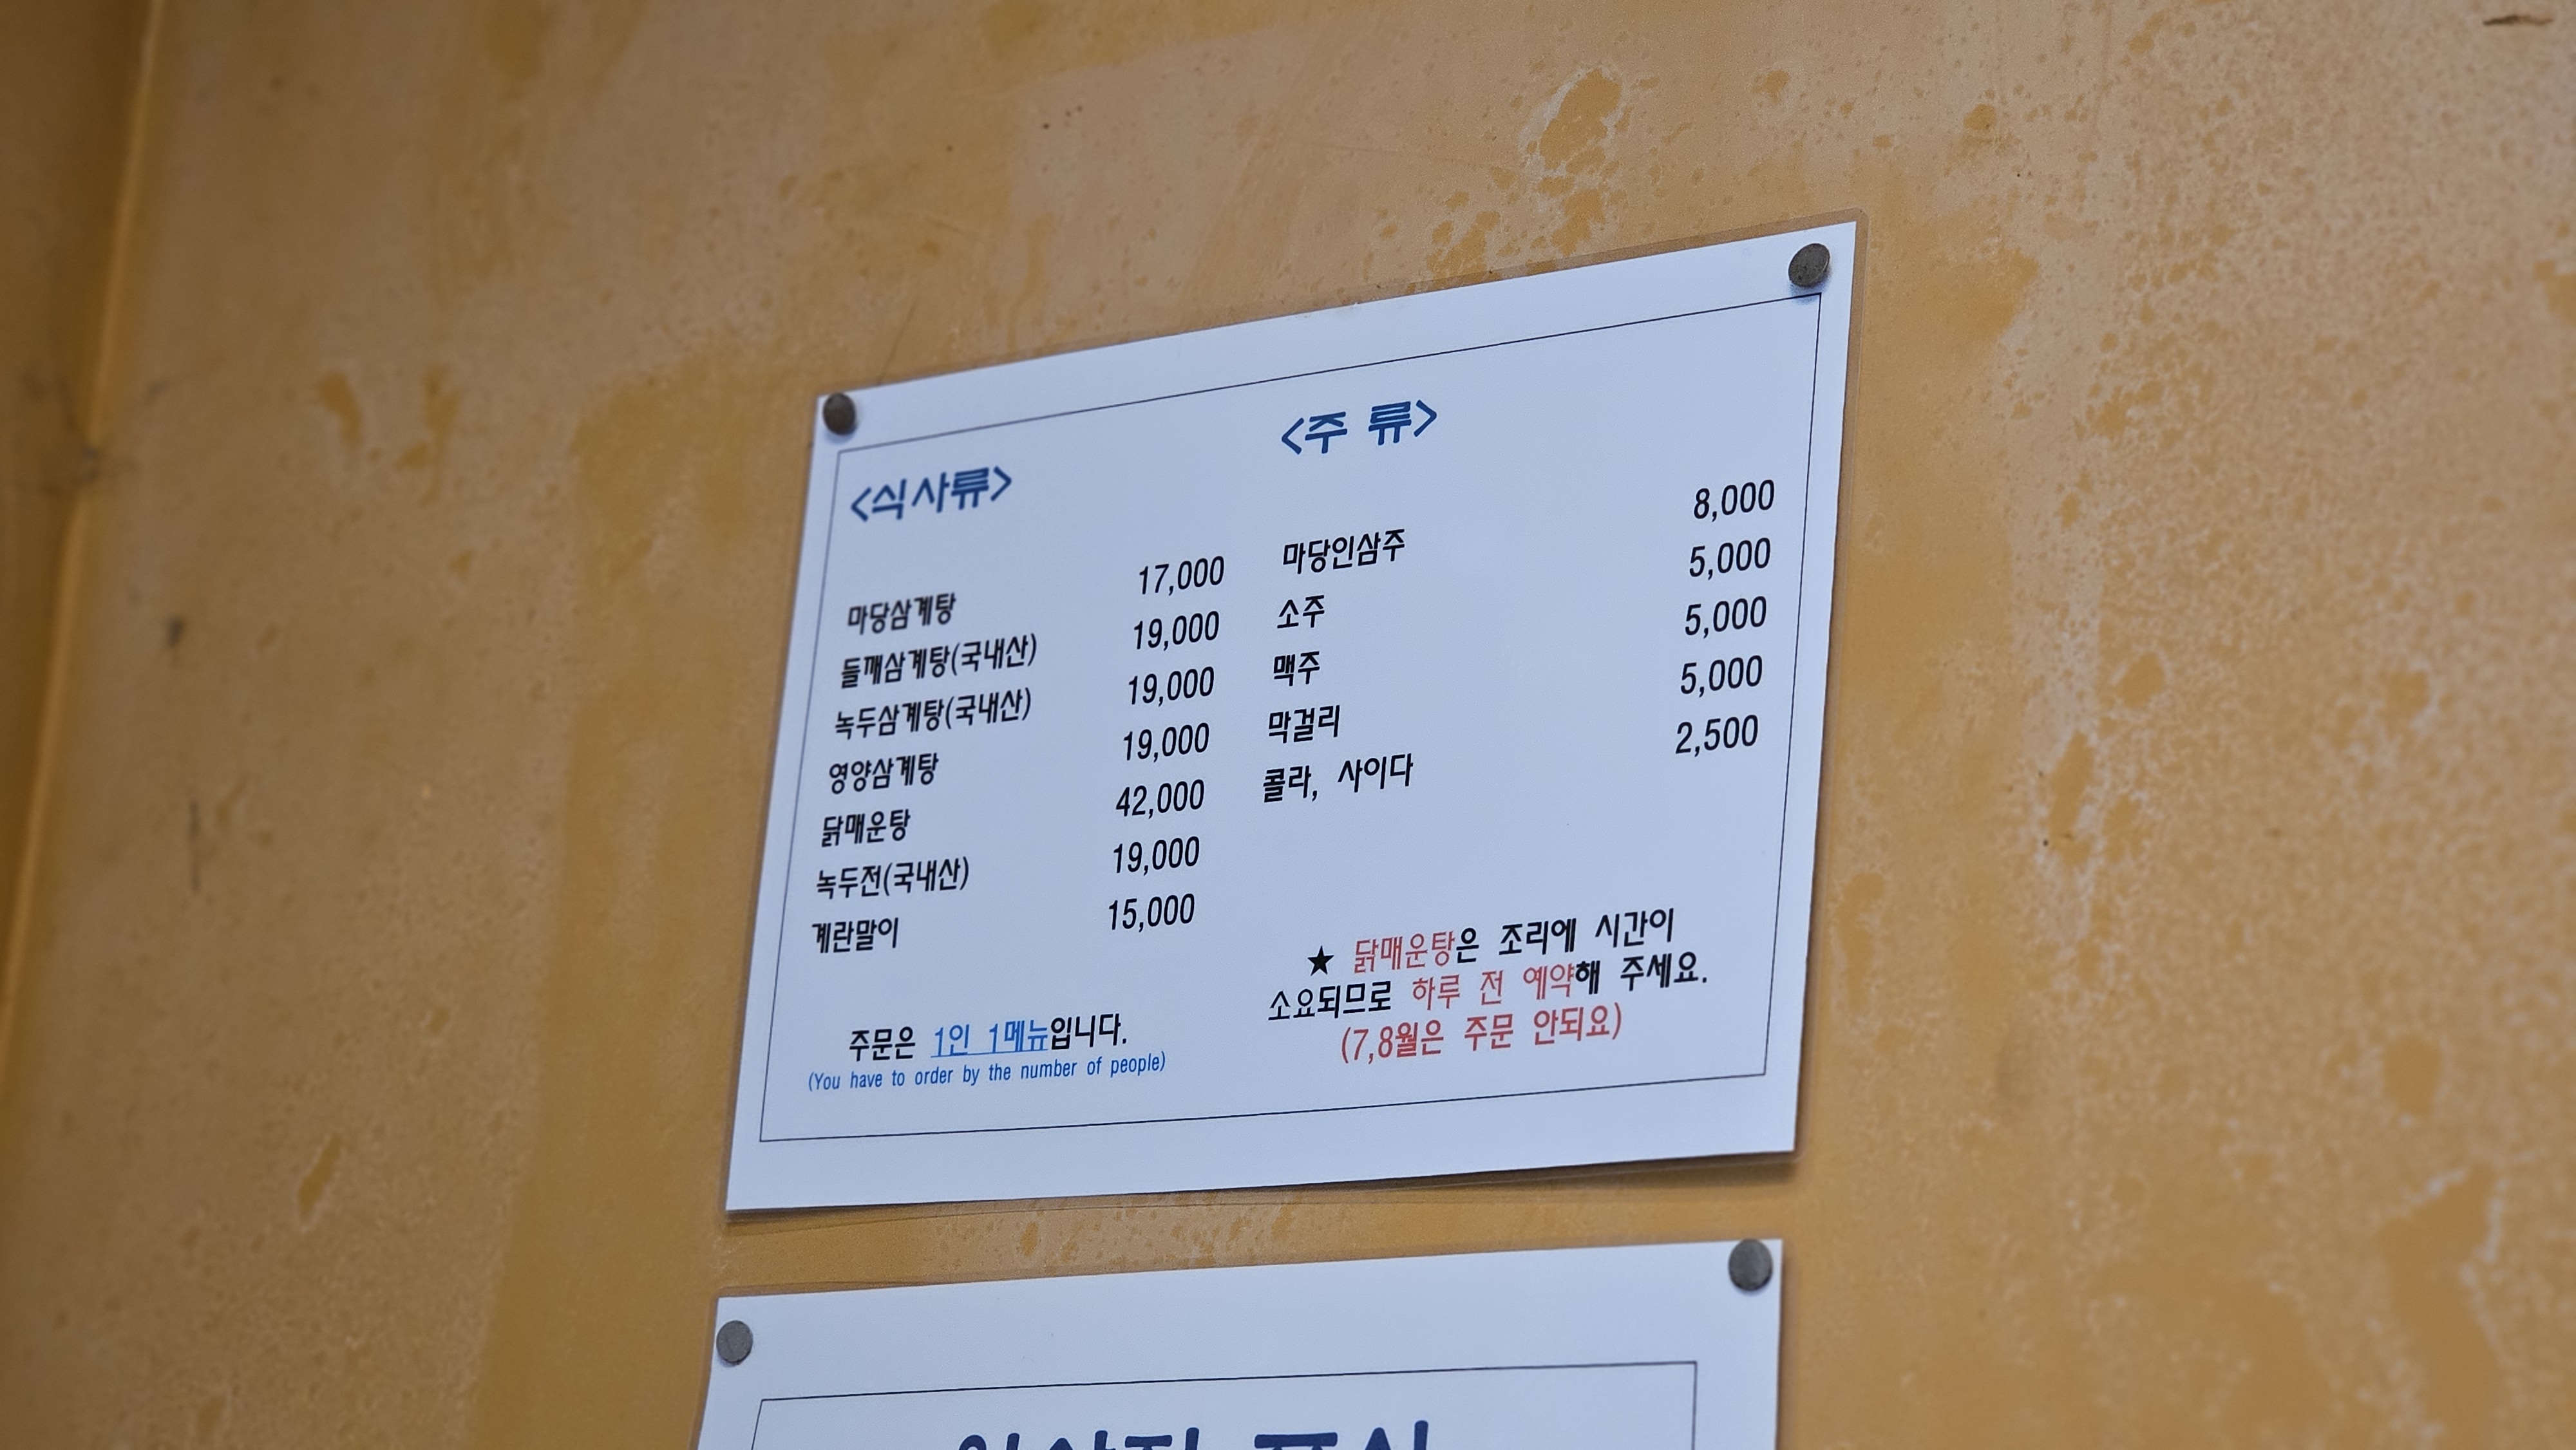 <식사류>
마당삼계탕 17,000
들깨삼계탕(국내산) 19,000
녹두삼계탕(국내산) 19,000
영양삼계탕 19,000
닭매운탕 42,000
녹두전(국내산) 19,000
계란말이 15,000
주문은 1인 1메뉴입니다.
(You have to order by the number of people)
<주 류>
마당인삼주 8,000
소주 5,000
맥주 5,000
막걸리 5,000
콜라, 사이다 2,500
★ 닭매운탕은 조리에 시간이
소요되므로 하루 전 예약해 주세요.
(7,8월은 주문 안되요)